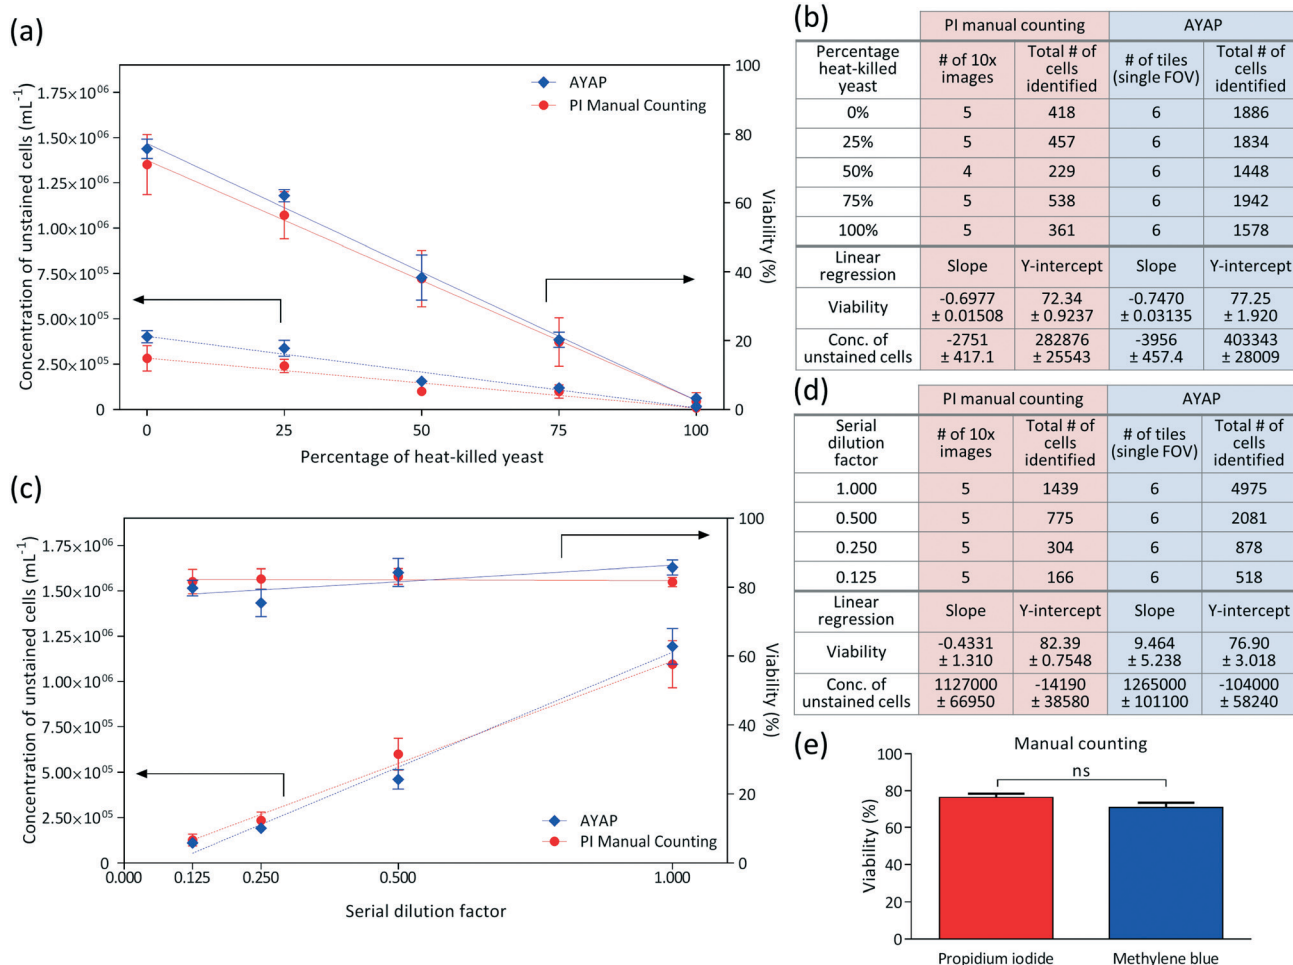 (a)
Concentration of unstained cells (mL⁻¹)
1.75×10⁰⁶
1.50×10⁰⁶
1.25×10⁰⁶
1.00×10⁰⁶
7.50×10⁰⁵
5.00×10⁰⁵
2.50×10⁰⁵
0
0 25 50 75 100
Percentage of heat-killed yeast
100
80
60
40
20
0
Viability (%)
AYAP
PI Manual Counting
(b)
PI manual counting AYAP
Percentage heat-killed yeast # of 10x images Total # of cells identified # of tiles (single FOV) Total # of cells identified
0% 5 418 6 1886
25% 5 457 6 1834
50% 4 229 6 1448
75% 5 538 6 1942
100% 5 361 6 1578
Linear regression Slope Y-intercept Slope Y-intercept
Viability -0.6977 ± 0.01508 72.34 ± 0.9237 -0.7470 ± 0.03135 77.25 ± 1.920
Conc. of unstained cells -2751 ± 417.1 282876 ± 25543 -3956 ± 457.4 403343 ± 28009
(c)
Concentration of unstained cells (mL⁻¹)
1.75×10⁰⁶
1.50×10⁰⁶
1.25×10⁰⁶
1.00×10⁰⁶
7.50×10⁰⁵
5.00×10⁰⁵
2.50×10⁰⁵
0
0.000 0.125 0.250 0.500 1.000
Serial dilution factor
100
80
60
40
20
0
Viability (%)
AYAP
PI Manual Counting
(d)
PI manual counting AYAP
Serial dilution factor # of 10x images Total # of cells identified # of tiles (single FOV) Total # of cells identified
1.000 5 1439 6 4975
0.500 5 775 6 2081
0.250 5 304 6 878
0.125 5 166 6 518
Linear regression Slope Y-intercept Slope Y-intercept
Viability -0.4331 ± 1.310 82.39 ± 0.7548 9.464 ± 5.238 76.90 ± 3.018
Conc. of unstained cells 1127000 ± 66950 -14190 ± 38580 1265000 ± 101100 -104000 ± 58240
(e)
Manual counting
ns
Viability (%)
100
80
60
40
20
0
Propidium iodide Methylene blue